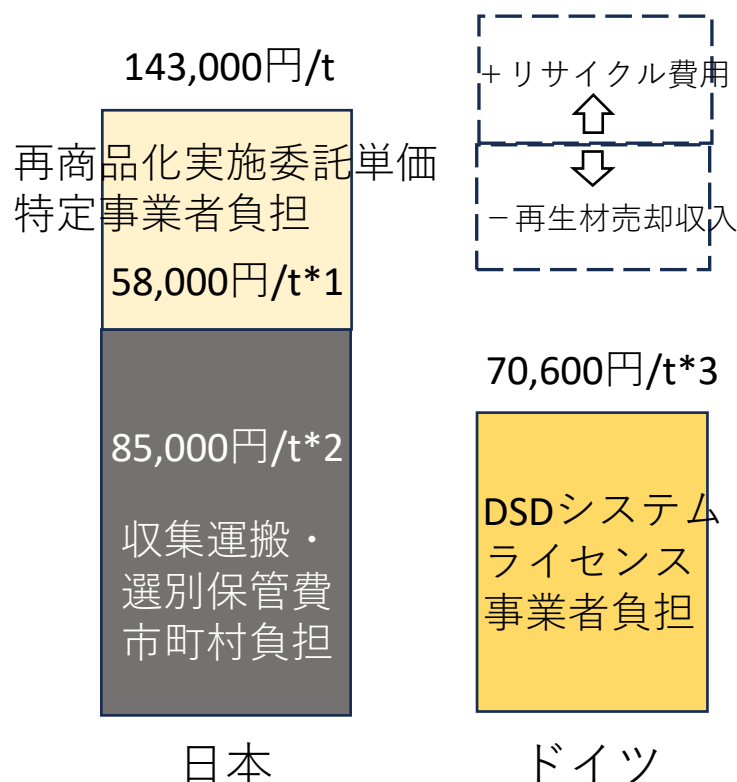 143,000円/t
再商品化実施委託単価
特定事業者負担
58,000円/t*1
85,000円/t*2
収集運搬・
選別保管費
市町村負担
日本
+リサイクル費用
－再生材売却収入
70,600円/t*3
DSDシステム
ライセンス
事業者負担
ドイツ